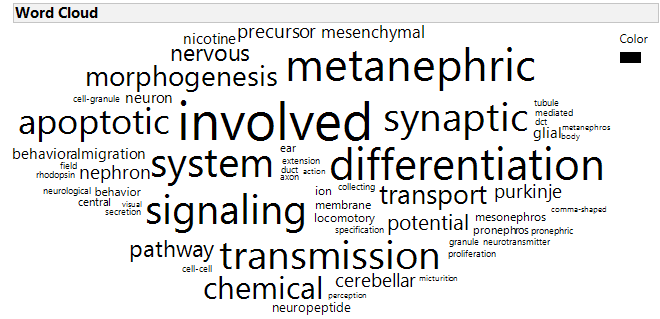 Word Cloud
Color
nicotine precursor mesenchymal
nervous
morphogenesis metanephric
cell-granule neuron
apoptotic involved synaptic
tubule
mediated
dct
glial metanephros
body
behavioral migration
field
rhodopsin nephron system
ear
extension
duct action
axon
differentiation
neurological behavior
central visual
secretion
signaling
ion collecting
membrane
locomotory
specification
transport purkinje
comma-shaped
potential mesonephros
pronephros pronephric
pathway transmission
granule neurotransmitter
proliferation
cell-cell
chemical cerebellar micturition
perception
neuropeptide